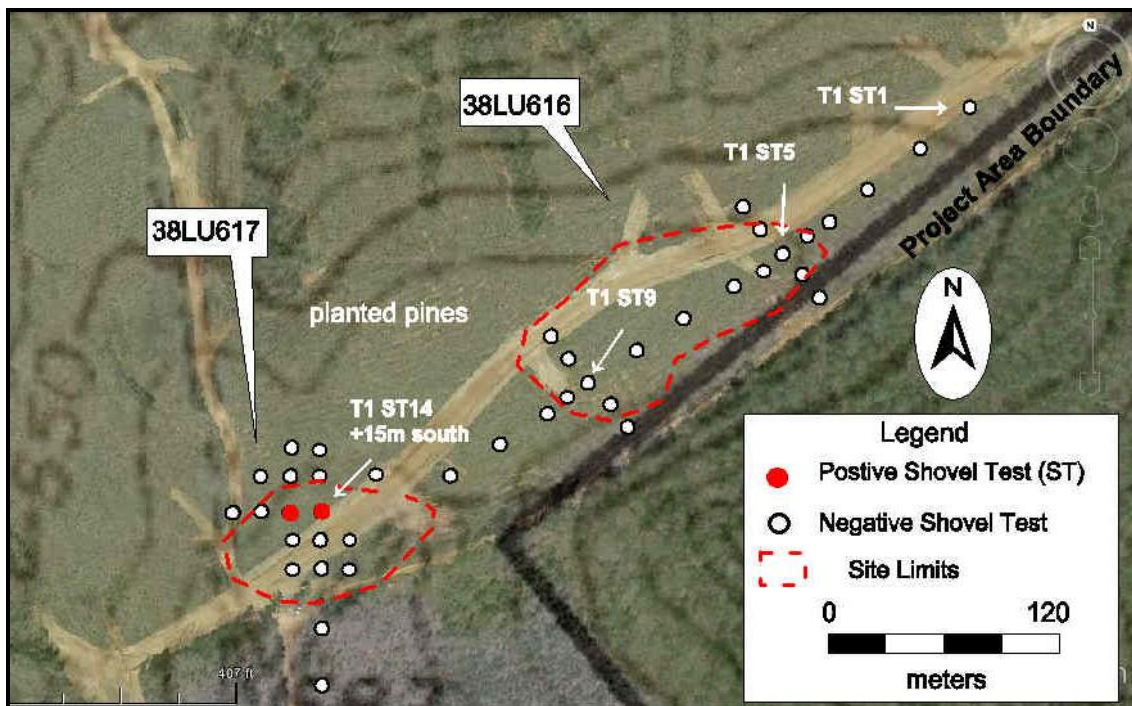 N
T1 ST1
Project Area Boundary
38LU616
T1 ST5
38LU617
T1 ST9
N
planted pines
T1 ST14
+15m south
Legend
Postive Shovel Test (ST)
Negative Shovel Test
Site Limits
0
120
meters
407 ft
350